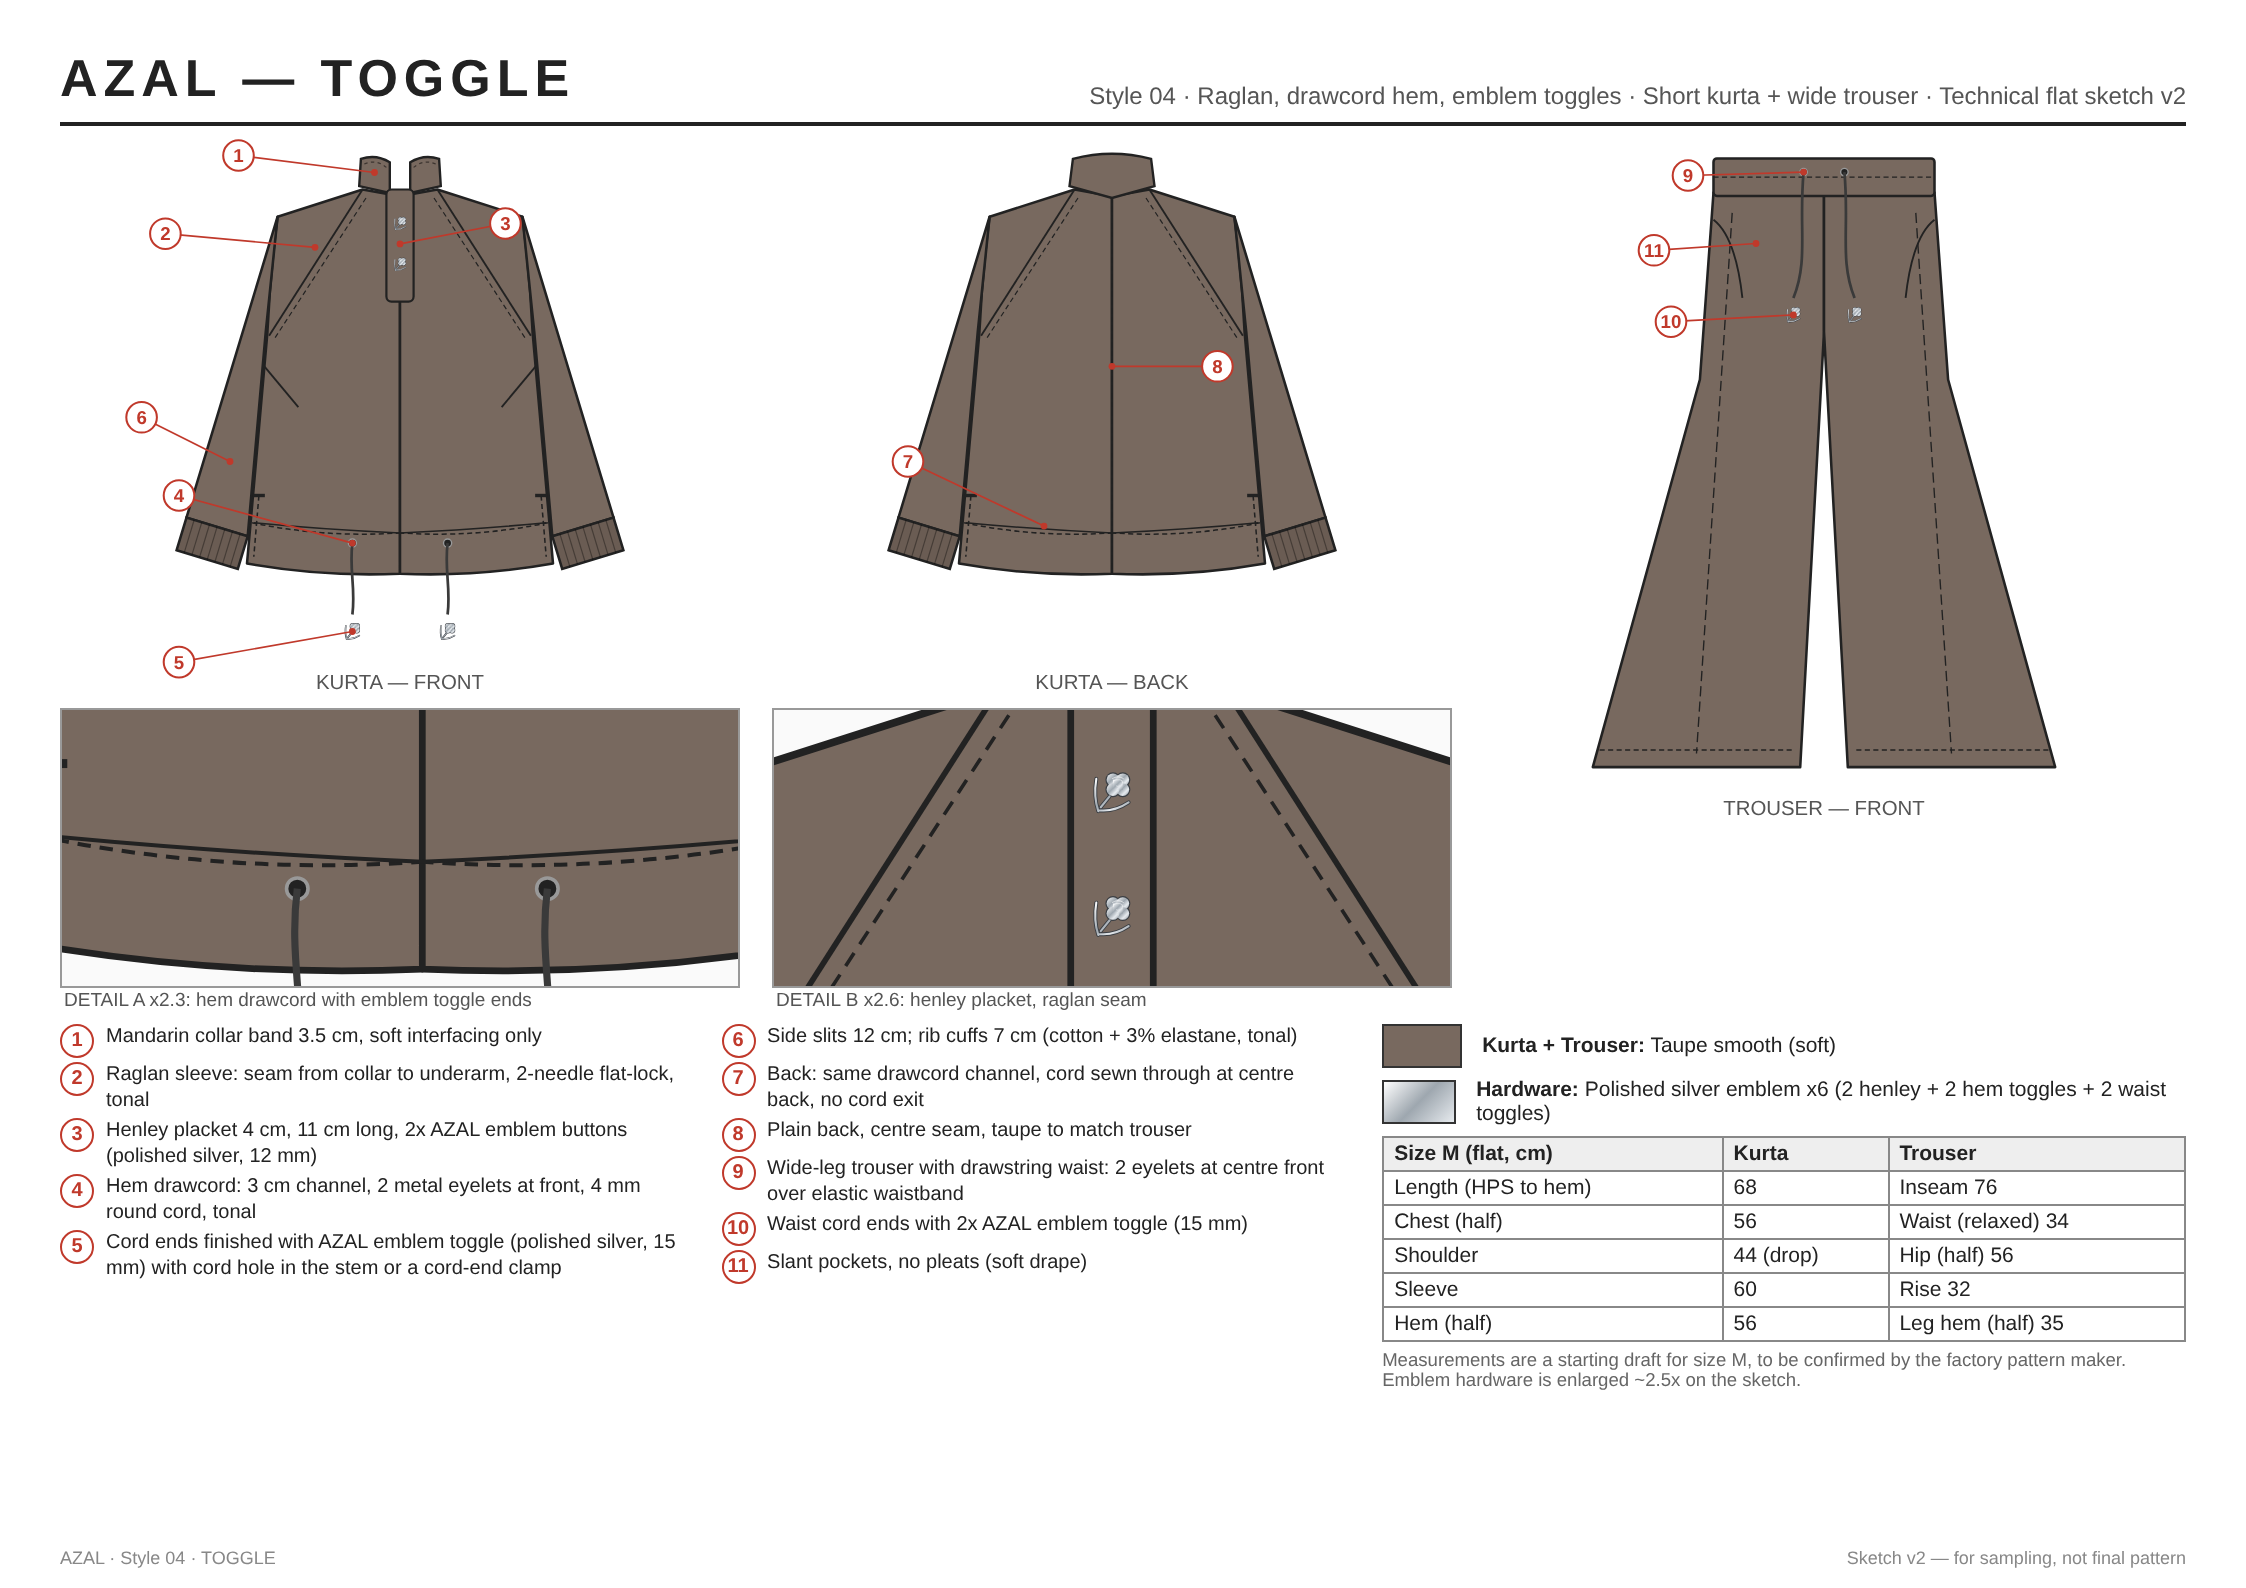 AZAL — TOGGLE
Style 04 · Raglan, drawcord hem, emblem toggles · Short kurta + wide trouser · Technical flat sketch v2
1
2
3
6
4
5
KURTA — FRONT
8
7
KURTA — BACK
9
11
10
TROUSER — FRONT
DETAIL A x2.3: hem drawcord with emblem toggle ends
DETAIL B x2.6: henley placket, raglan seam
1 Mandarin collar band 3.5 cm, soft interfacing only
2 Raglan sleeve: seam from collar to underarm, 2-needle flat-lock,
tonal
3 Henley placket 4 cm, 11 cm long, 2x AZAL emblem buttons
(polished silver, 12 mm)
4 Hem drawcord: 3 cm channel, 2 metal eyelets at front, 4 mm
round cord, tonal
5 Cord ends finished with AZAL emblem toggle (polished silver, 15
mm) with cord hole in the stem or a cord-end clamp
6 Side slits 12 cm; rib cuffs 7 cm (cotton + 3% elastane, tonal)
7 Back: same drawcord channel, cord sewn through at centre
back, no cord exit
8 Plain back, centre seam, taupe to match trouser
9 Wide-leg trouser with drawstring waist: 2 eyelets at centre front
over elastic waistband
10 Waist cord ends with 2x AZAL emblem toggle (15 mm)
11 Slant pockets, no pleats (soft drape)
Kurta + Trouser: Taupe smooth (soft)
Hardware: Polished silver emblem x6 (2 henley + 2 hem toggles + 2 waist
toggles)
Size M (flat, cm) Kurta Trouser
Length (HPS to hem) 68 Inseam 76
Chest (half) 56 Waist (relaxed) 34
Shoulder 44 (drop) Hip (half) 56
Sleeve 60 Rise 32
Hem (half) 56 Leg hem (half) 35
Measurements are a starting draft for size M, to be confirmed by the factory pattern maker.
Emblem hardware is enlarged ~2.5x on the sketch.
AZAL · Style 04 · TOGGLE
Sketch v2 — for sampling, not final pattern